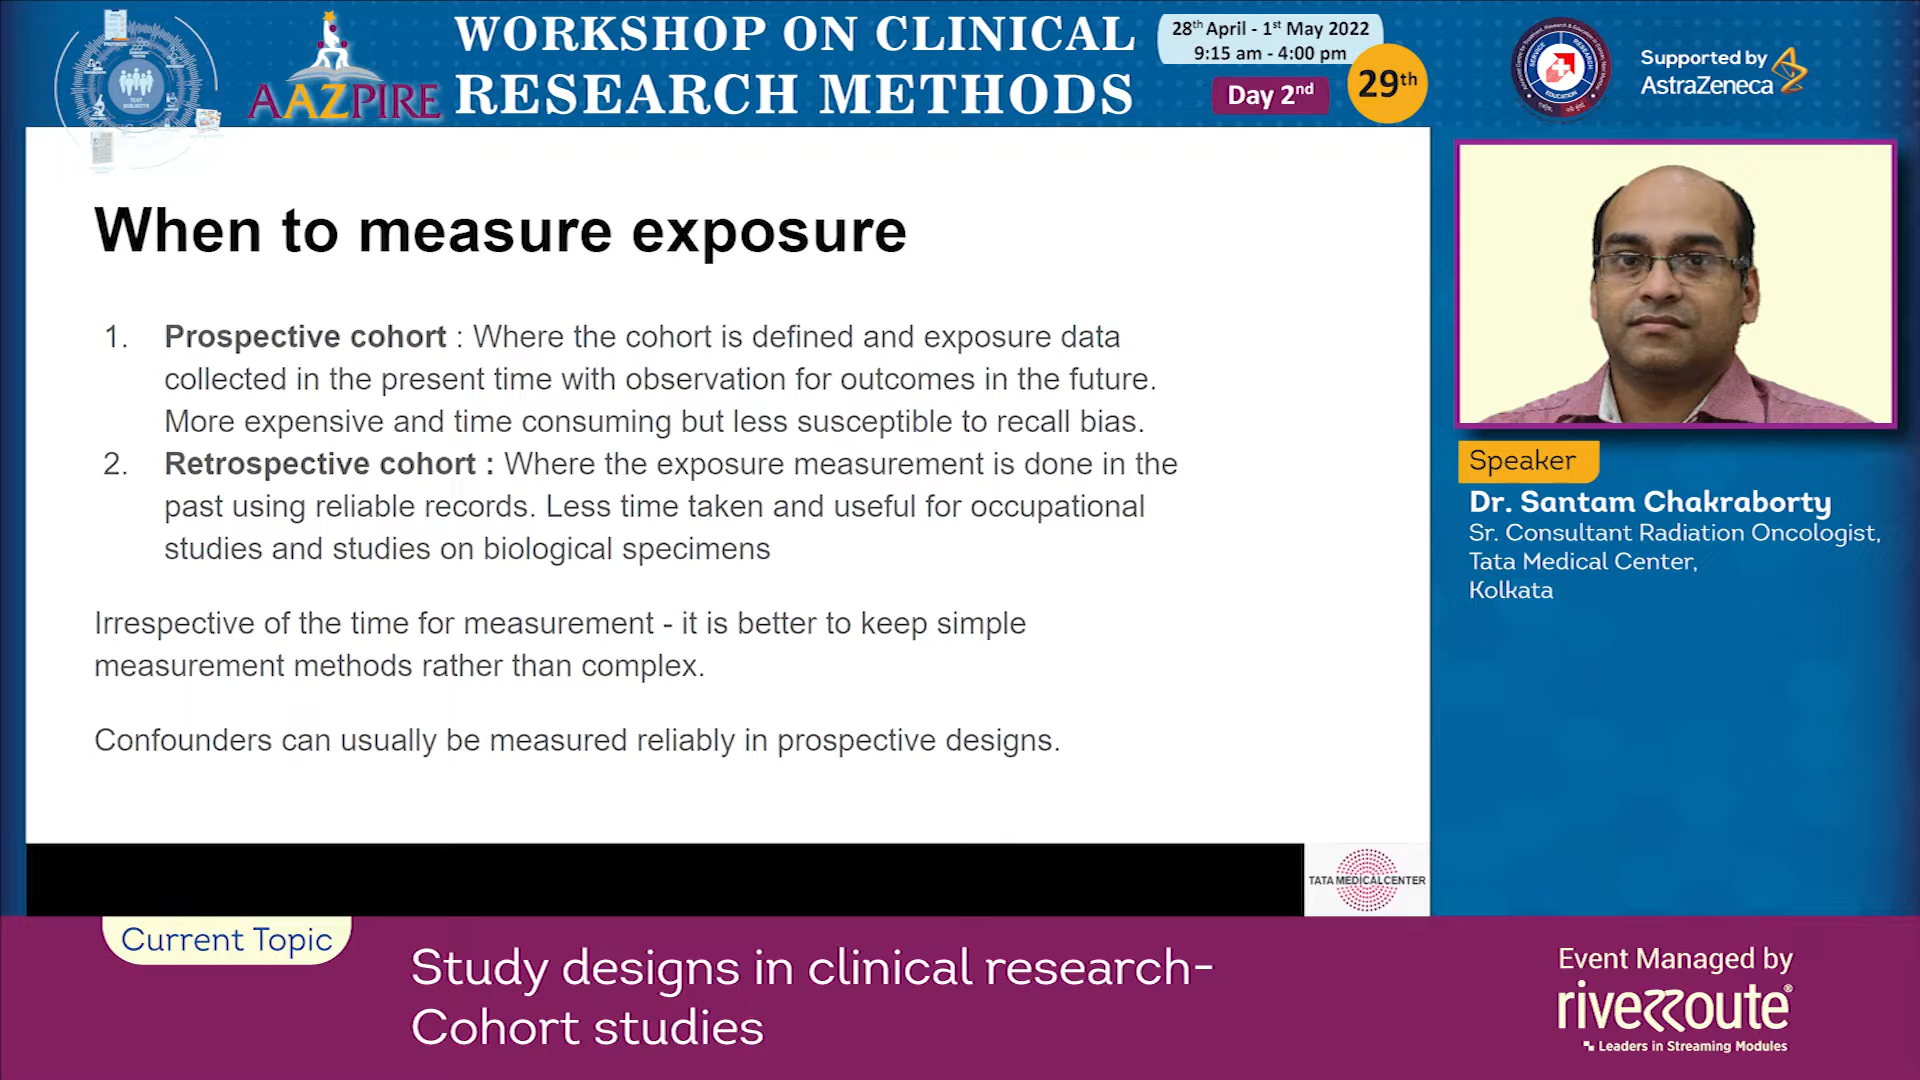 AAZPIRE
WORKSHOP ON CLINICAL
RESEARCH METHODS
28th April - 1st May 2022
9:15 am - 4:00 pm
Day 2nd
29th
Supported by
AstraZeneca
When to measure exposure
1. Prospective cohort : Where the cohort is defined and exposure data
collected in the present time with observation for outcomes in the future.
More expensive and time consuming but less susceptible to recall bias.
2. Retrospective cohort : Where the exposure measurement is done in the
past using reliable records. Less time taken and useful for occupational
studies and studies on biological specimens
Irrespective of the time for measurement - it is better to keep simple
measurement methods rather than complex.
Confounders can usually be measured reliably in prospective designs.
TATA MEDICAL CENTER
Speaker
Dr. Santam Chakraborty
Sr. Consultant Radiation Oncologist,
Tata Medical Center,
Kolkata
Current Topic
Study designs in clinical research-
Cohort studies
Event Managed by
riverroute
Leaders in Streaming Modules